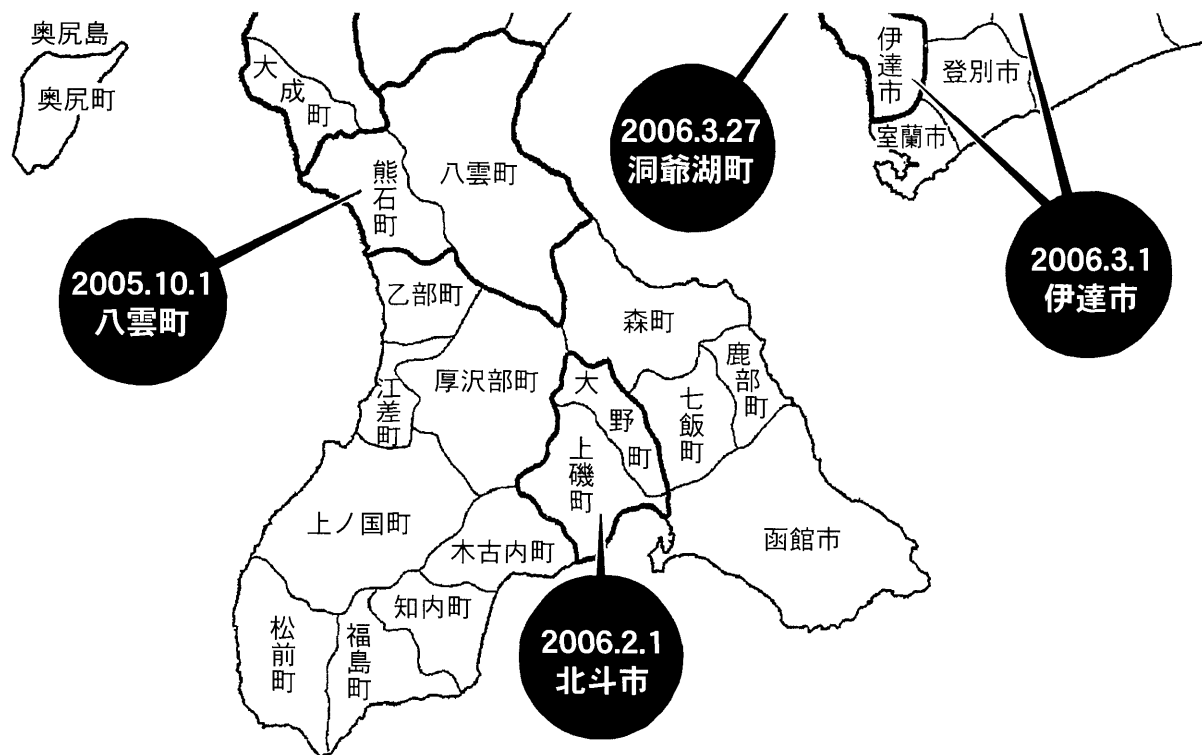 奥尻島
奥尻町
大成町
熊石町
八雲町
2005.10.1
八雲町
2006.3.27
洞爺湖町
伊達市
登別市
室蘭市
2006.3.1
伊達市
乙部町
厚沢部町
江差町
森町
鹿部町
七飯町
大野町
上磯町
上ノ国町
木古内町
函館市
知内町
福島町
松前町
2006.2.1
北斗市